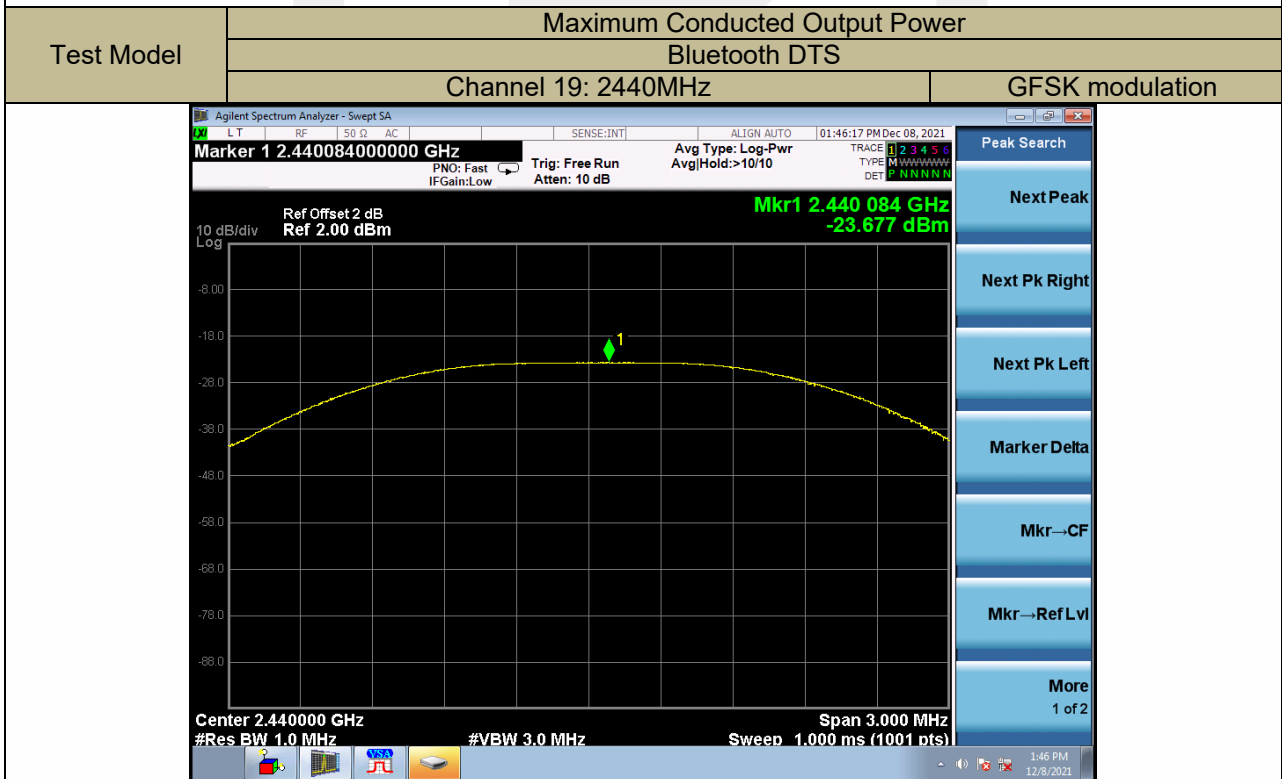 Maximum Conducted Output Power
Test Model
Bluetooth DTS
Channel 19: 2440MHz GFSK modulation
Agilent Spectrum Analyzer - Swept SA
LXI L T RF 50 Ω AC SENSE:INT ALIGN AUTO 01:46:17 PM Dec 08, 2021
Marker 1 2.440084000000 GHz
PNO: Fast
IFGain:Low
Trig: Free Run
Atten: 10 dB
Avg Type: Log-Pwr
Avg|Hold:>10/10
TRACE 1 2 3 4 5 6
TYPE M WWWWW
DET P N N N N N
Peak Search
Mkr1 2.440 084 GHz
-23.677 dBm
Ref Offset 2 dB
10 dB/div Ref 2.00 dBm
Log
-8.00
-18.0
-28.0
-38.0
-48.0
-58.0
-68.0
-78.0
-88.0
1
Center 2.440000 GHz Span 3.000 MHz
#Res BW 1.0 MHz #VBW 3.0 MHz Sweep 1.000 ms (1001 pts)
Next Peak
Next Pk Right
Next Pk Left
Marker Delta
Mkr→CF
Mkr→Ref Lvl
More
1 of 2
VSA
1:46 PM
12/8/2021